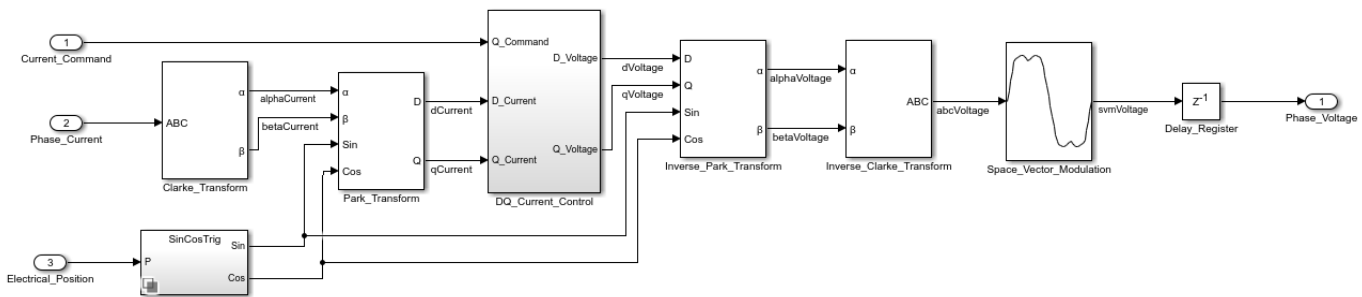 1
Current_Command
2
Phase_Current
ABC
α
β
Clarke_Transform
alphaCurrent
betaCurrent
α
β
Sin
Cos
D
Q
Park_Transform
dCurrent
qCurrent
Q_Command
D_Current
Q_Current
D_Voltage
Q_Voltage
DQ_Current_Control
dVoltage
qVoltage
D
Q
Sin
Cos
α
β
Inverse_Park_Transform
alphaVoltage
betaVoltage
α
β
ABC
Inverse_Clarke_Transform
abcVoltage
Space_Vector_Modulation
svmVoltage
Z-1
Delay_Register
1
Phase_Voltage
3
Electrical_Position
SinCosTrig
P
Sin
Cos